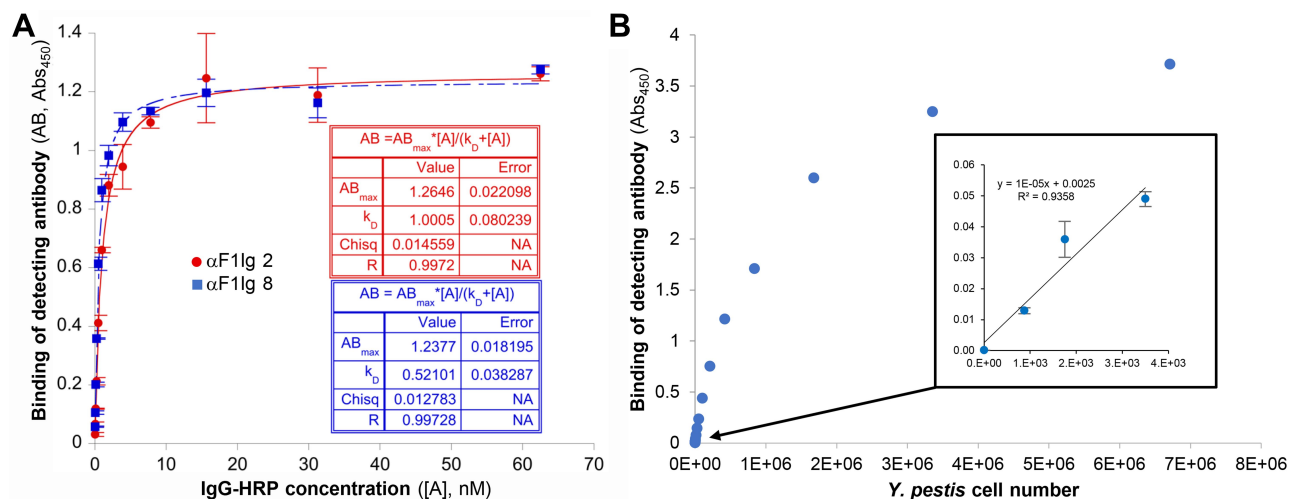 A
Binding of detecting antibody (AB, Abs450)
1.4
1.2
1
0.8
0.6
0.4
0.2
0
αF1Ig 2
αF1Ig 8
AB =ABmax*[A]/(kD+[A])
Value Error
ABmax 1.2646 0.022098
kD 1.0005 0.080239
Chisq 0.014559 NA
R 0.9972 NA
AB = ABmax*[A]/(kD+[A])
Value Error
ABmax 1.2377 0.018195
kD 0.52101 0.038287
Chisq 0.012783 NA
R 0.99728 NA
0 10 20 30 40 50 60 70
IgG-HRP concentration ([A], nM)
B
Binding of detecting antibody (Abs450)
4
3.5
3
2.5
2
1.5
1
0.5
0
0.06
0.05
0.04
0.03
0.02
0.01
0.00
y = 1E-05x + 0.0025
R² = 0.9358
0.E+00 1.E+03 2.E+03 3.E+03 4.E+03
0E+00 1E+06 2E+06 3E+06 4E+06 5E+06 6E+06 7E+06 8E+06
Y. pestis cell number